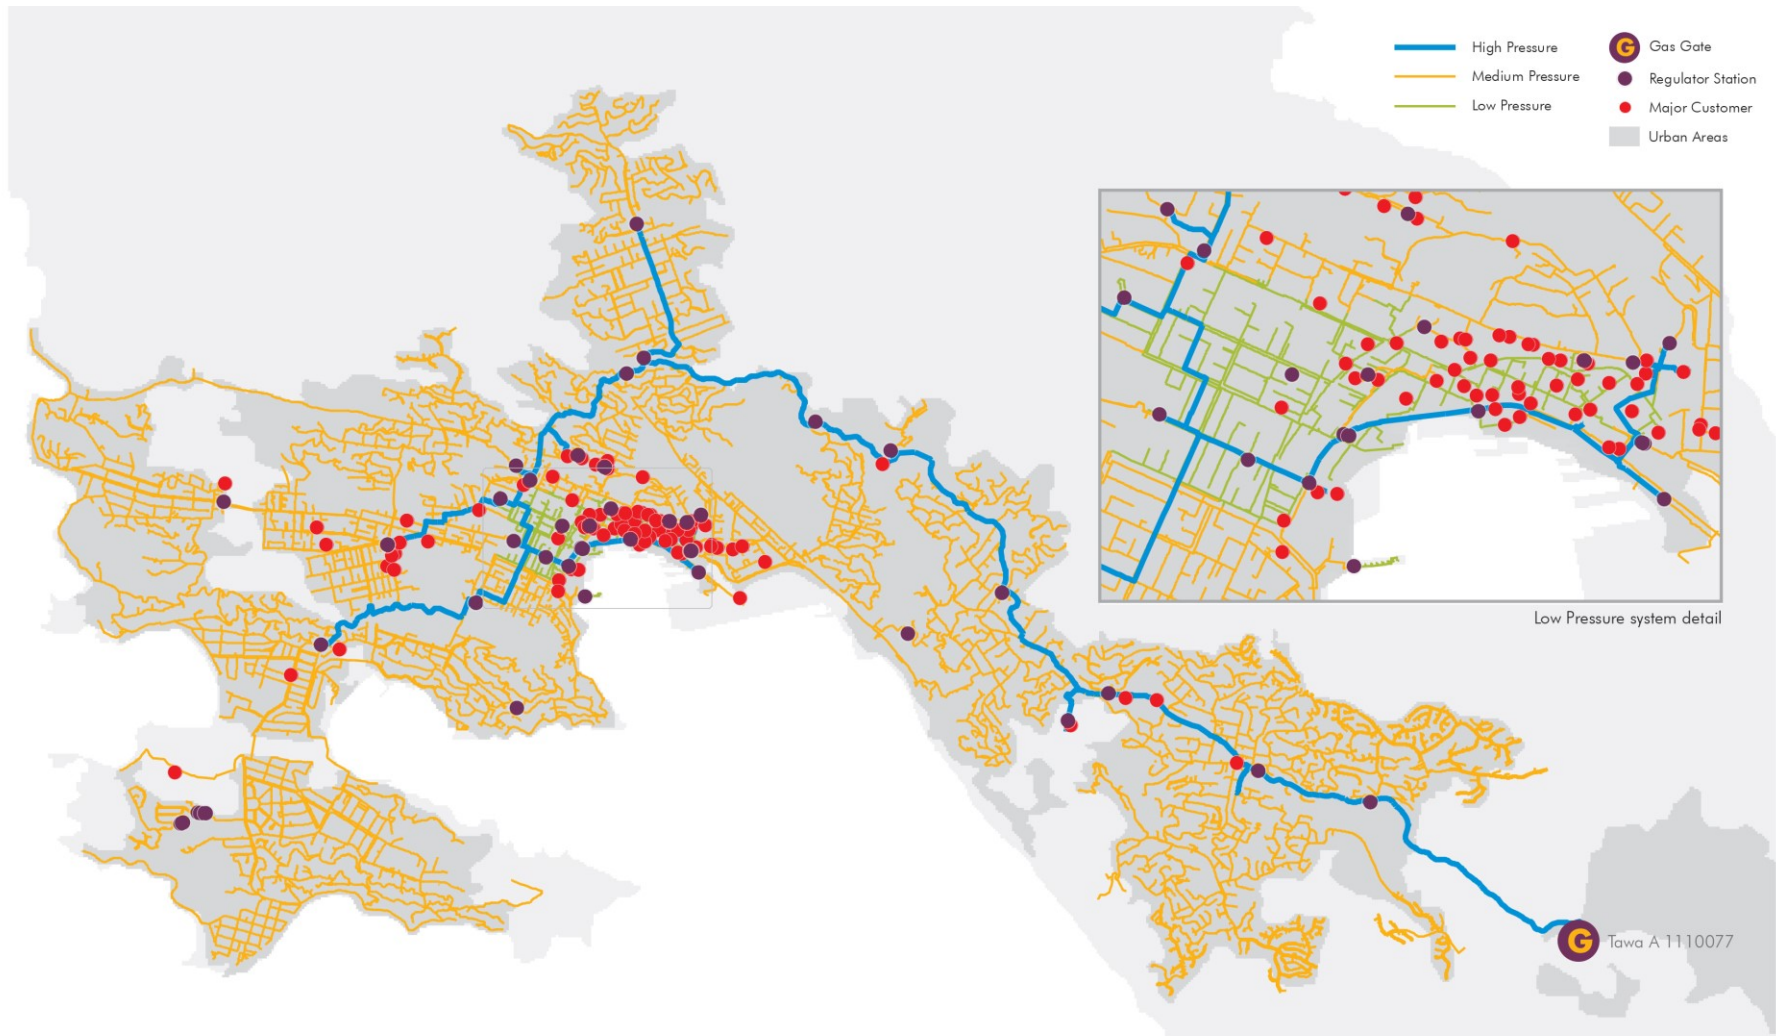 High Pressure
Medium Pressure
Low Pressure
G Gas Gate
Regulator Station
Major Customer
Urban Areas
Low Pressure system detail
G Tawa A 1110077